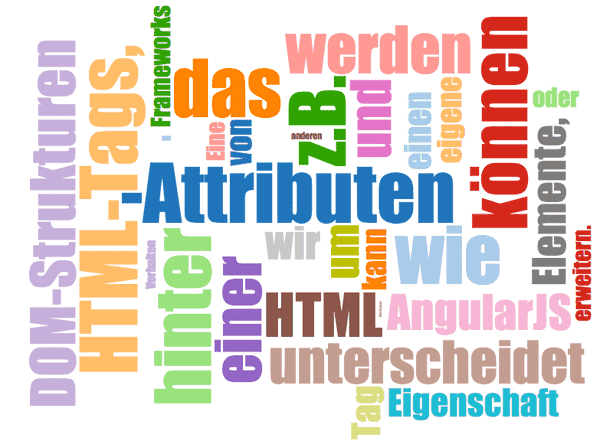 DOM-Strukturen
HTML-Tags,
Frameworks
das
Eine
von
werden
anderen
z.B.
und
einen
eigene
können
oder
Elemente,
-Attributen
Verhalten
hinter
einer
wir
um
kann
wie
erweitern.
HTML
AngularJS
unterscheidet
Tag
Eigenschaft